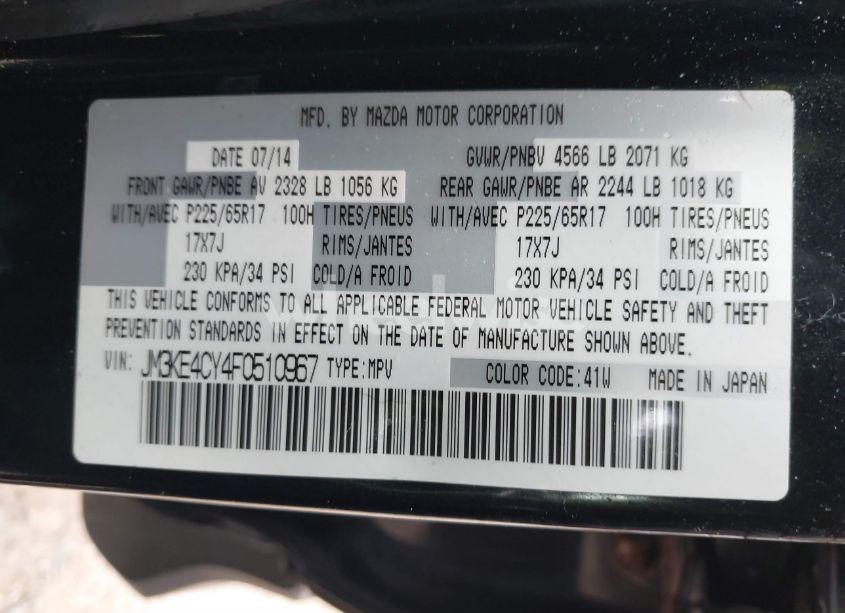 MFD. BY MAZDA MOTOR CORPORATION
DATE 07/14 GVWR/PNBV 4566 LB 2071 KG
FRONT GAWR/PNBE AV 2328 LB 1056 KG REAR GAWR/PNBE AR 2244 LB 1018 KG
WITH/AVEC P225/65R17 100H TIRES/PNEUS WITH/AVEC P225/65R17 100H TIRES/PNEUS
17X7J RIMS/JANTES 17X7J RIMS/JANTES
230 KPA/34 PSI COLD/A FROID 230 KPA/34 PSI COLD/A FROID
THIS VEHICLE CONFORMS TO ALL APPLICABLE FEDERAL MOTOR VEHICLE SAFETY AND THEFT
PREVENTION STANDARDS IN EFFECT ON THE DATE OF MANUFACTURE SHOWN ABOVE.
VIN: JM3KE4CY4F0510967 TYPE:MPV COLOR CODE:41W MADE IN JAPAN